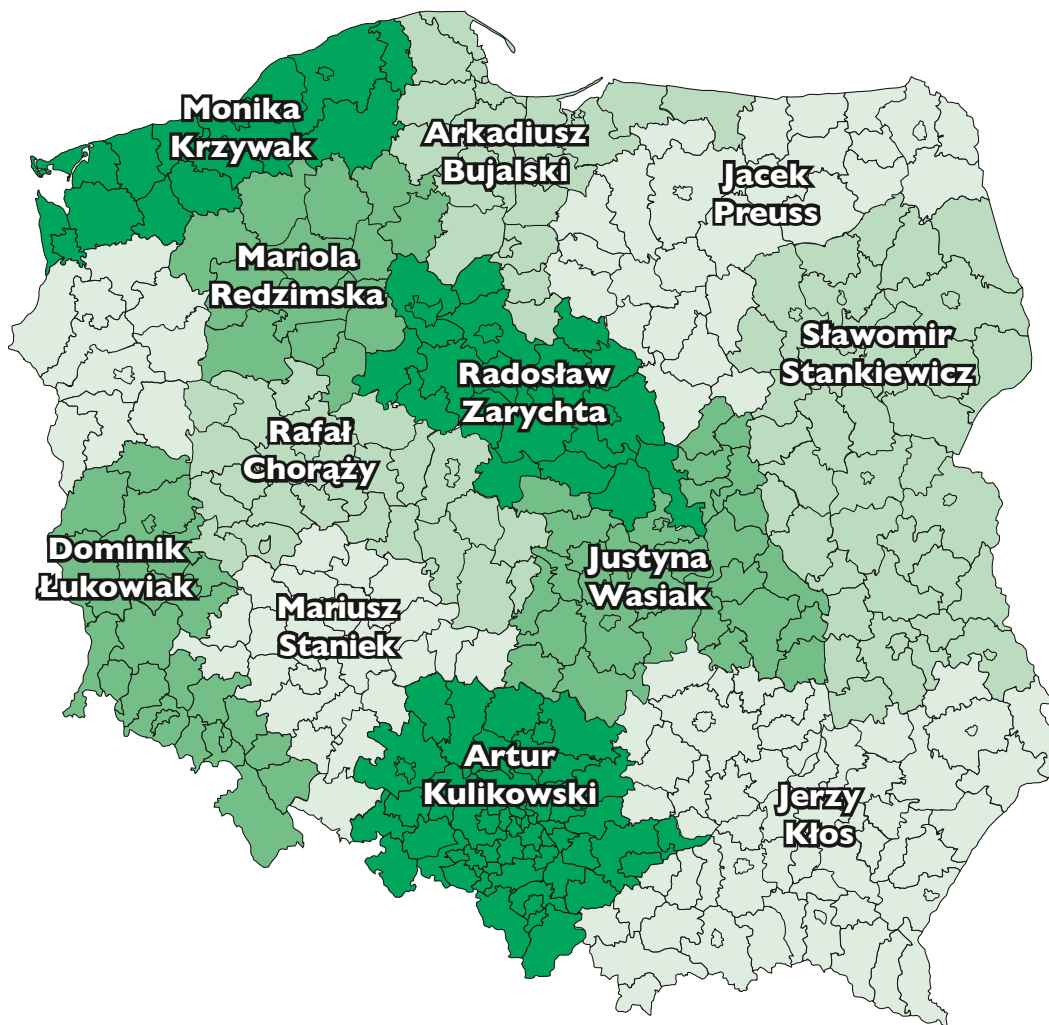 Monika
Krzywak
Arkadiusz
Bujalski
Jacek
Preuss
Mariola
Redzimska
Sławomir
Stankiewicz
Radosław
Zarychta
Rafał
Chorąży
Dominik
Łukowiak
Justyna
Wasiak
Mariusz
Staniek
Artur
Kulikowski
Jerzy
Kłos